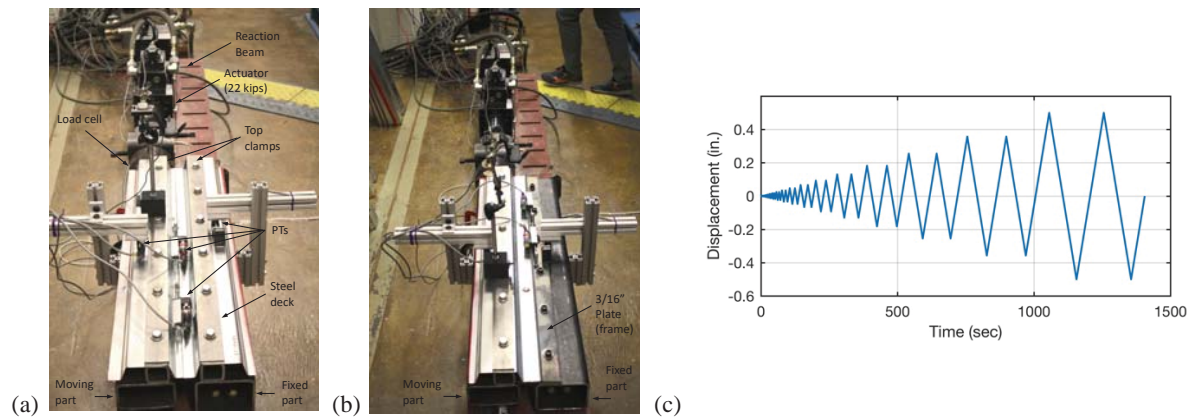 Reaction
Beam
Actuator
(22 kips)
Load cell
Top
clamps
PTs
Steel
deck
Moving
part
Fixed
part
(a)
3/16"
Plate
(frame)
Moving
part
Fixed
part
(b)
0.4
0.2
0
-0.2
-0.4
-0.6
Displacement (in.)
0
500
1000
1500
Time (sec)
(c)